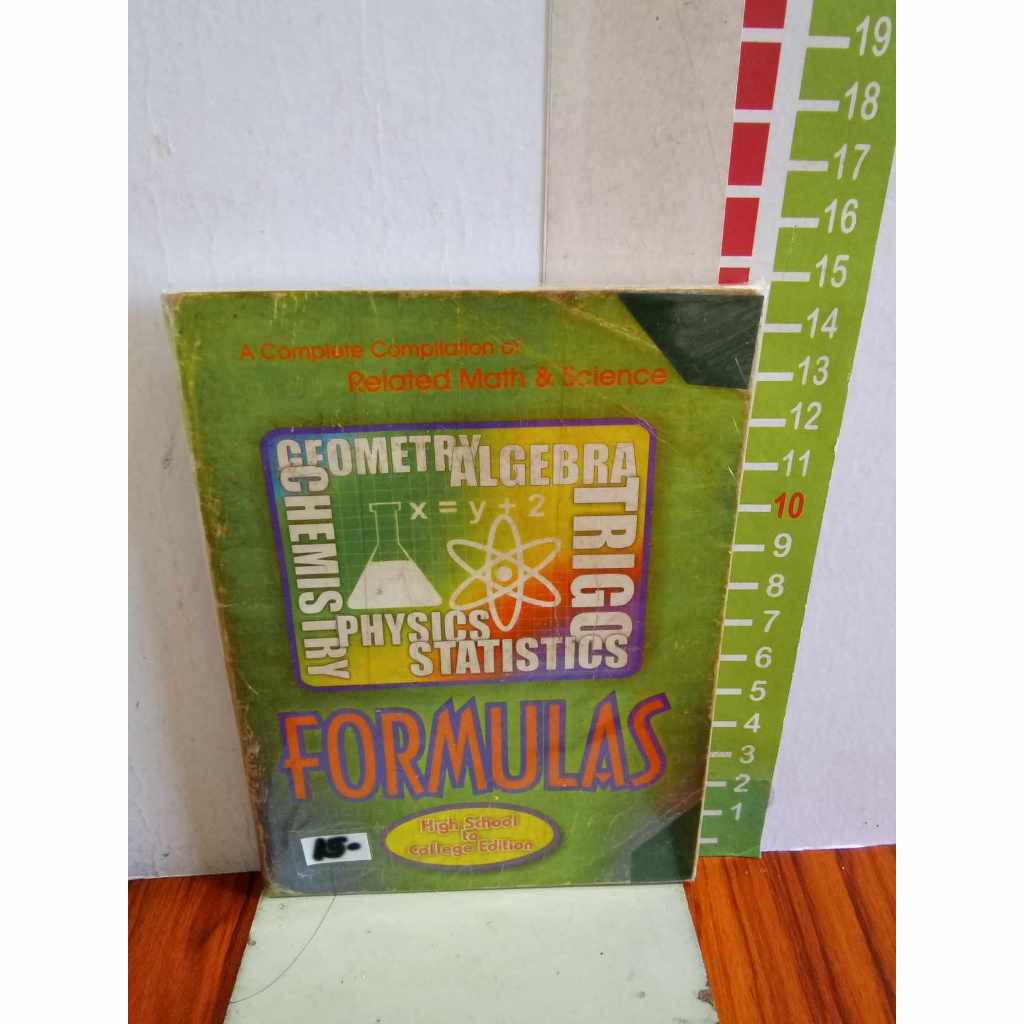 A Complete Compilation of
Related Math & Science
GEOMETRY
ALGEBRA
CHEMISTRY
TRIGO
x = y + 2
PHYSICS
STATISTICS
FORMULAS
High School
to
College Edition
15-
19
18
17
16
15
14
13
12
11
10
9
8
7
6
5
4
3
2
1